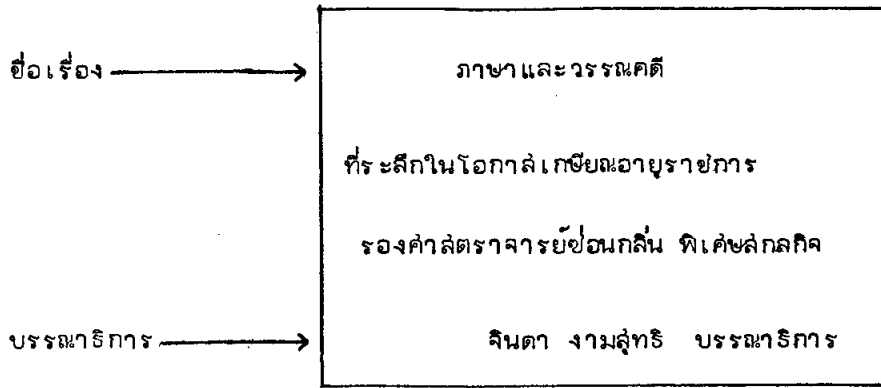 ชื่อเรื่อง
ภาษาและวรรณคดี
ที่ระลึกในโอกาสเกษียณอายุราชการ
รองศาสตราจารย์ซ่อนกลิ่น พิเศษสกลกิจ
บรรณาธิการ
จินดา งามสุทธิ บรรณาธิการ